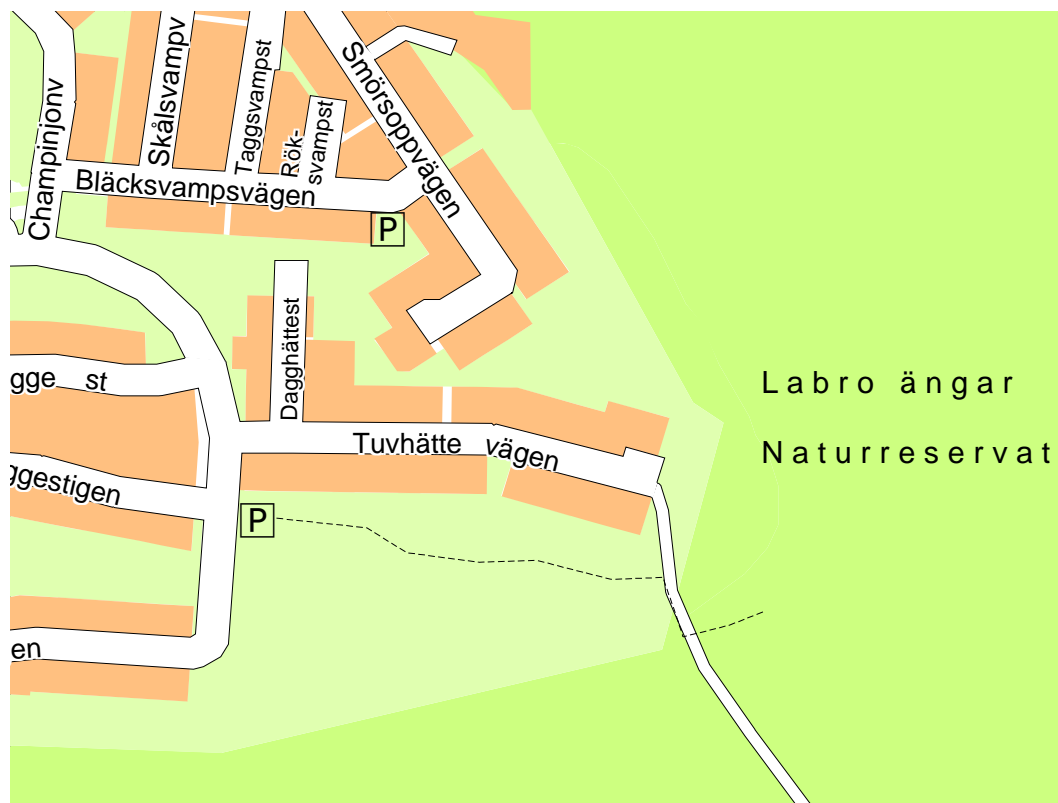 Champinjonv
Skålsvampv
Taggsvampst
Rök-
svampst
Smörsoppvägen
Bläcksvampsvägen
P
Dagghättest
gge st
Tuvhätte vägen
Labro ängar
Naturreservat
ggestigen
P
en